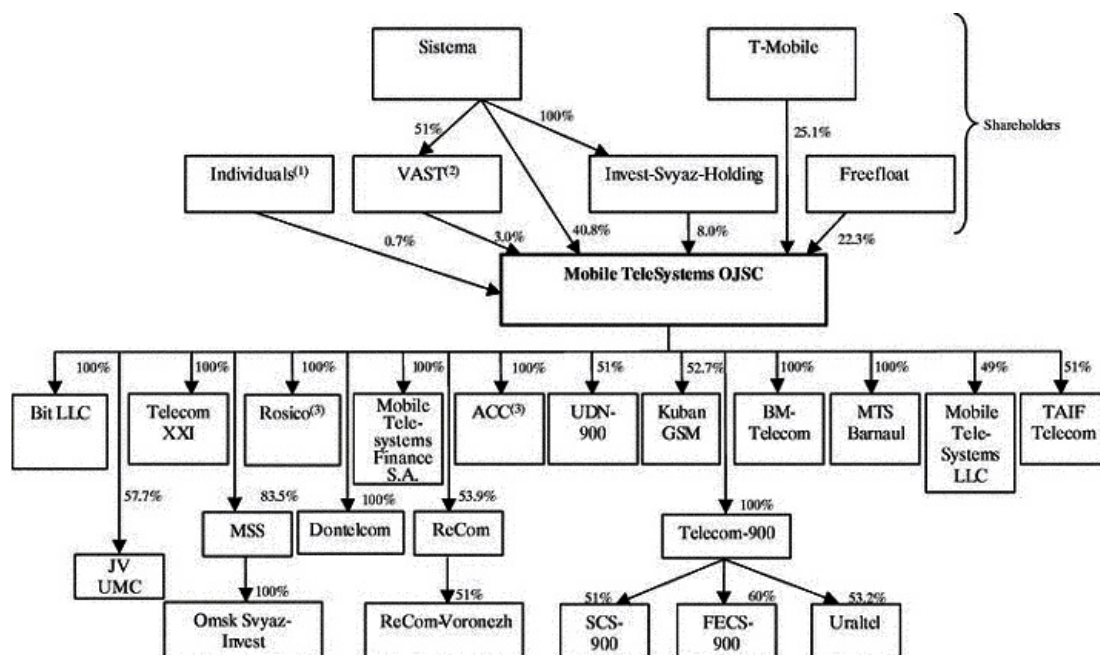 Sistema
T-Mobile
51%
100%
25.1%
Shareholders
Individuals(1)
VAST(2)
Invest-Svyaz-Holding
Freefloat
0.7%
3.0%
40.8%
8.0%
22.3%
Mobile TeleSystems OJSC
100%
100%
100%
100%
100%
51%
52.7%
100%
100%
49%
51%
Bit LLC
Telecom
XXI
Rosico(3)
Mobile
Tele-
systems
Finance
S.A.
ACC(3)
UDN-
900
Kuban
GSM
BM-
Telecom
MTS
Barnaul
Mobile
Tele-
Systems
LLC
TAIF
Telecom
57.7%
83.5%
100%
53.9%
100%
JV
UMC
MSS
Dontelcom
ReCom
Telecom-900
100%
51%
51%
60%
53.2%
Omsk Svyaz-
Invest
ReCom-Voronezh
SCS-
900
FECS-
900
Uraltel